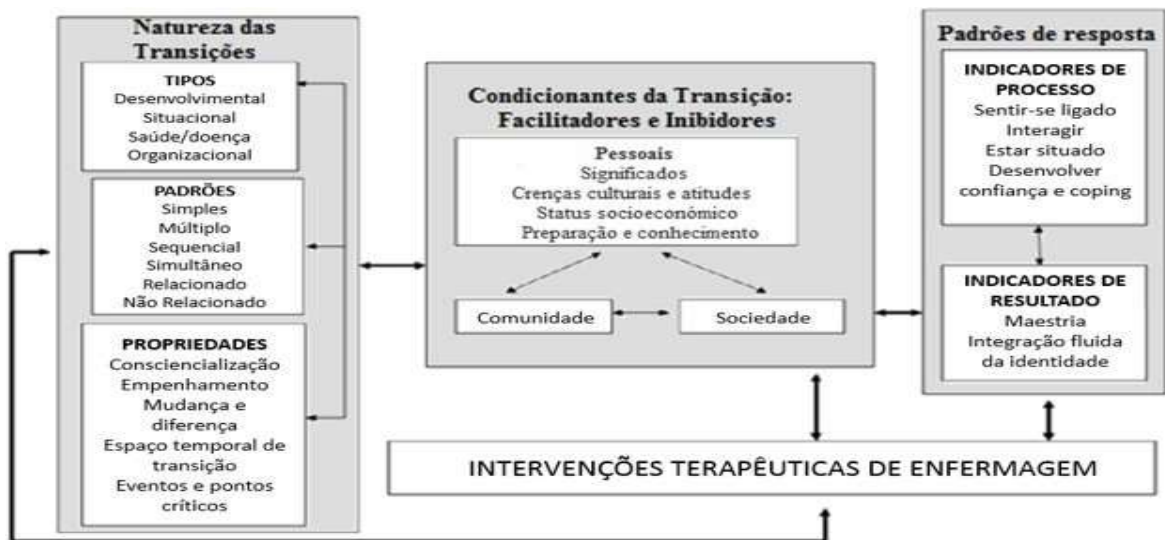 Natureza das
Transições
TIPOS
Desenvolvimental
Situacional
Saúde/doença
Organizacional
PADRÕES
Simples
Múltiplo
Sequencial
Simultâneo
Relacionado
Não Relacionado
PROPRIEDADES
Consciencialização
Empenhamento
Mudança e
diferença
Espaço temporal de
transição
Eventos e pontos
críticos
Condicionantes da Transição:
Facilitadores e Inibidores
Pessoais
Significados
Crenças culturais e atitudes
Status socioeconómico
Preparação e conhecimento
Comunidade
Sociedade
Padrões de resposta
INDICADORES DE
PROCESSO
Sentir-se ligado
Interagir
Estar situado
Desenvolver
confiança e coping
INDICADORES DE
RESULTADO
Maestria
Integração fluida
da identidade
INTERVENÇÕES TERAPÊUTICAS DE ENFERMAGEM